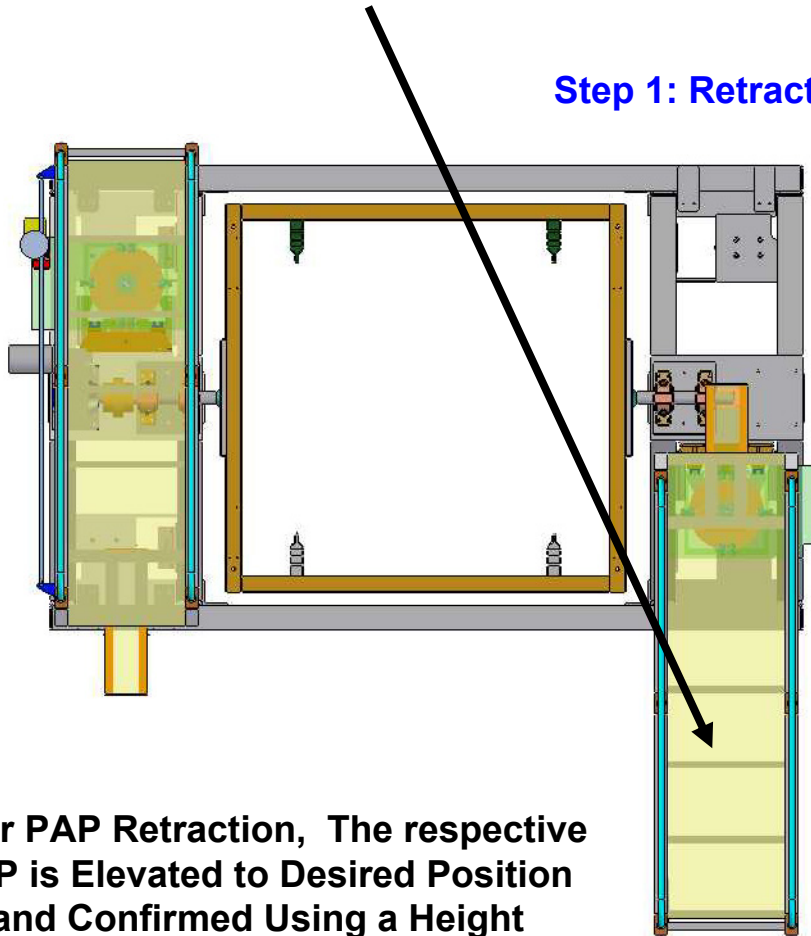 Step 1: Retract
r PAP Retraction, The respective
P is Elevated to Desired Position
and Confirmed Using a Height